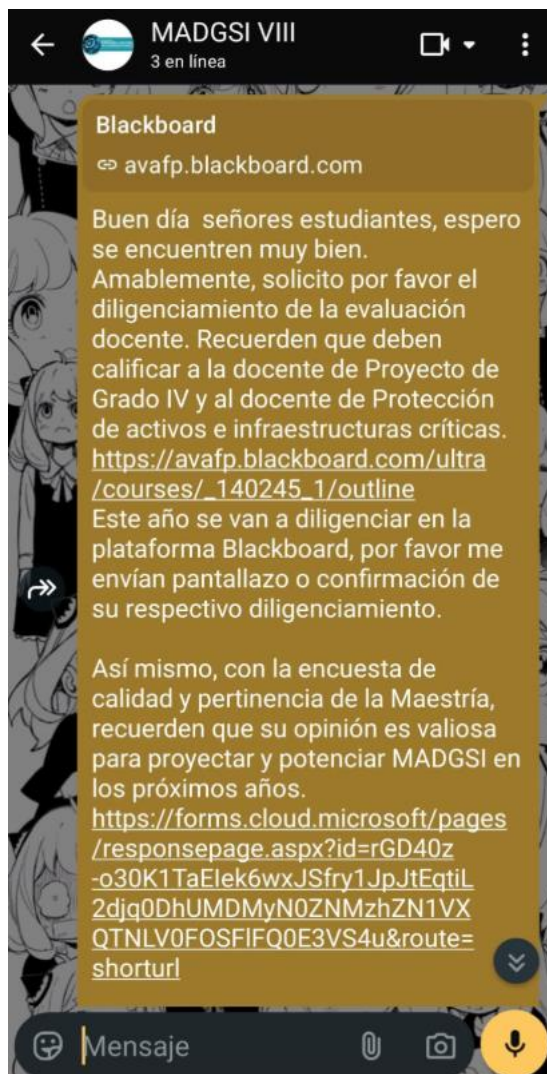 MADGSI VIII
3 en línea
Blackboard
avafp.blackboard.com
Buen día señores estudiantes, espero
se encuentren muy bien.
Amablemente, solicito por favor el
diligenciamiento de la evaluación
docente. Recuerden que deben
calificar a la docente de Proyecto de
Grado IV y al docente de Protección
de activos e infraestructuras críticas.
https://avafp.blackboard.com/ultra
/courses/_140245_1/outline
Este año se van a diligenciar en la
plataforma Blackboard, por favor me
envían pantallazo o confirmación de
su respectivo diligenciamiento.
Así mismo, con la encuesta de
calidad y pertinencia de la Maestría,
recuerden que su opinión es valiosa
para proyectar y potenciar MADGSI en
los próximos años.
https://forms.cloud.microsoft/pages
/responsepage.aspx?id=rGD40z
-o30K1TaEIek6wxJSfry1JpJtEqtiL
2djq0DhUMDMyN0ZNMzhZN1VX
QTNLV0FOSFlFQ0E3VS4u&route=
shorturl
Mensaje